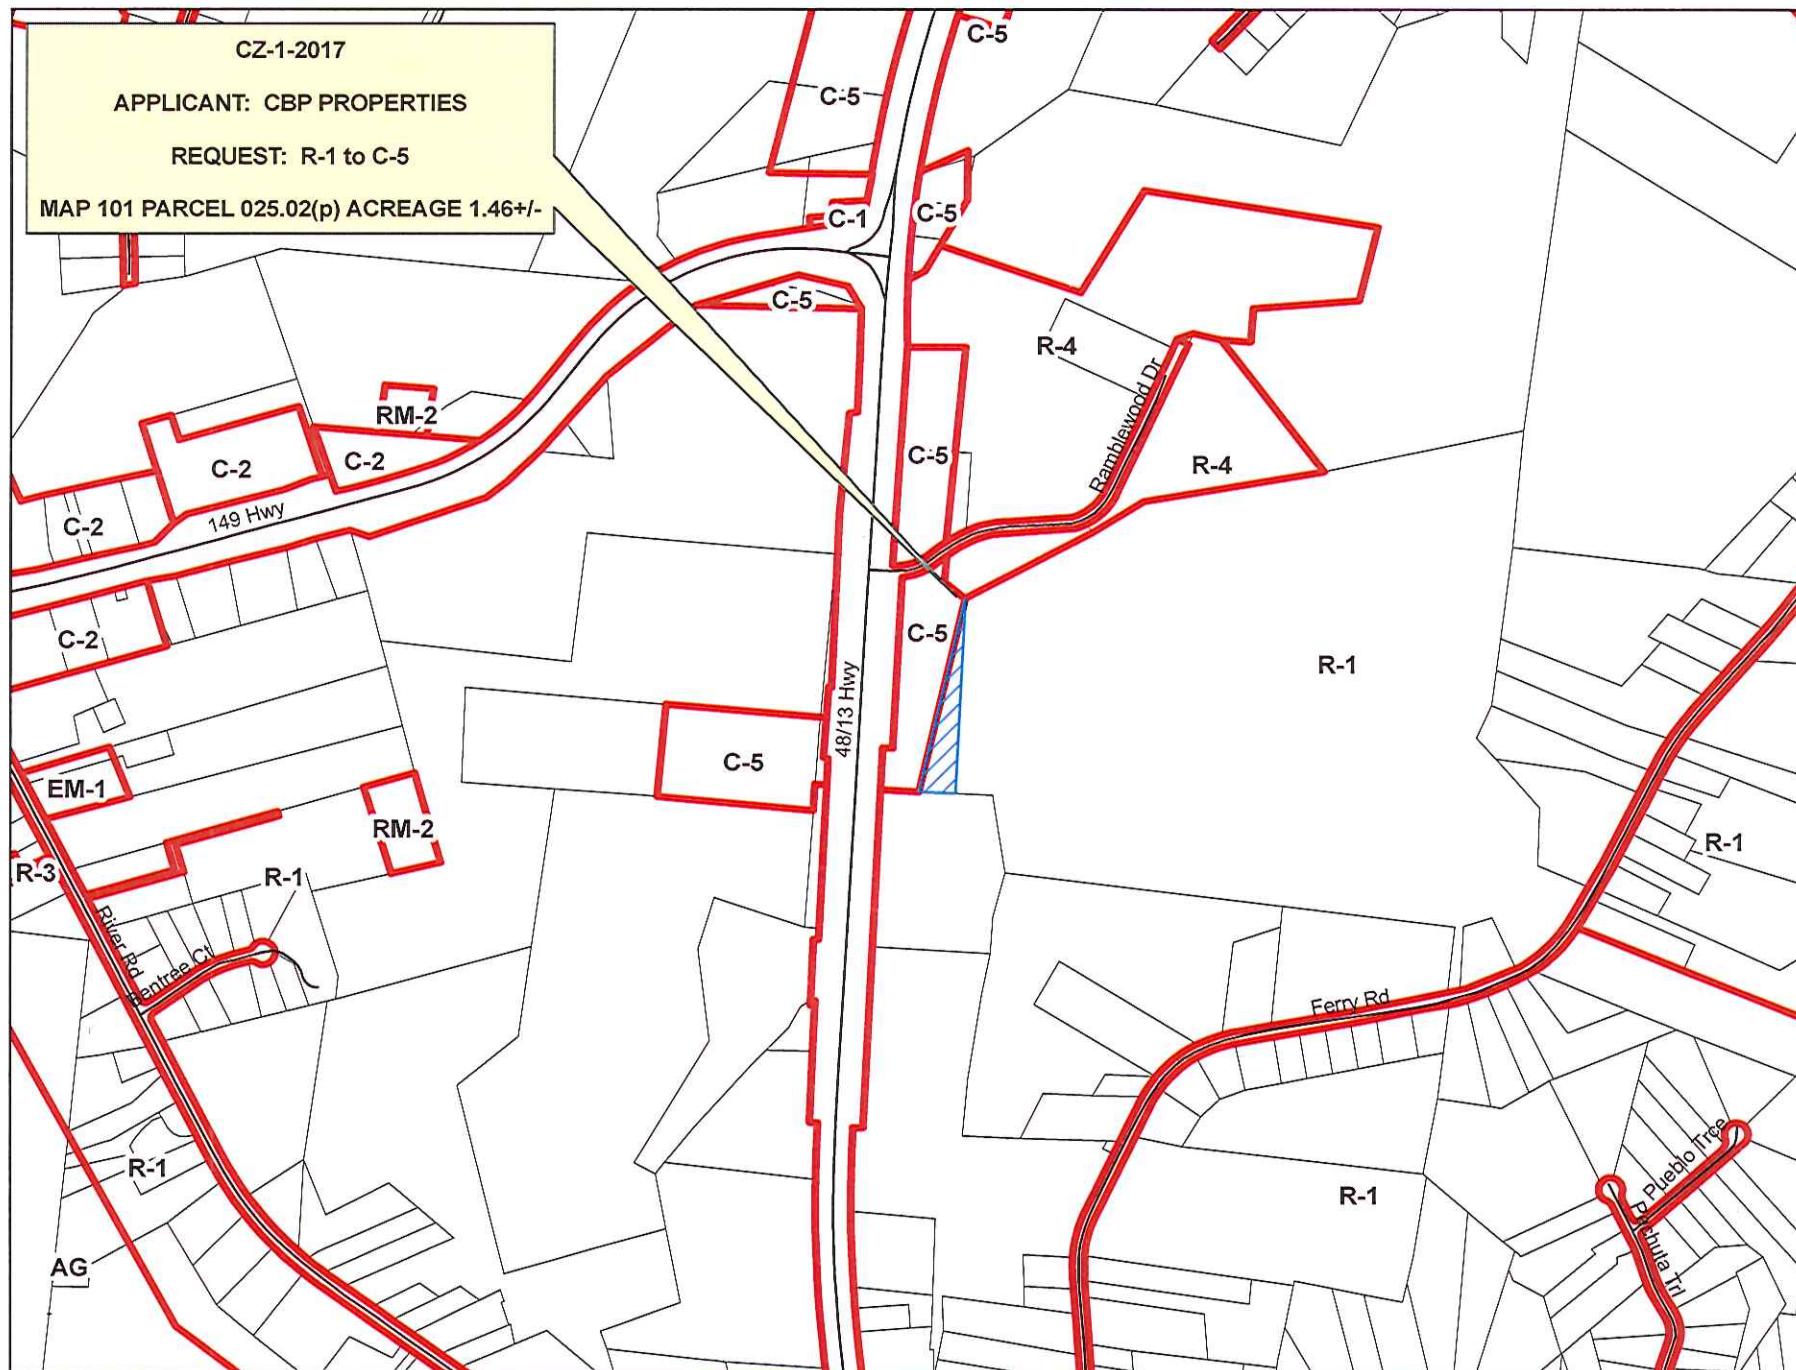 CZ-1-2017
APPLICANT: CBP PROPERTIES
REQUEST: R-1 to C-5
MAP 101 PARCEL 025.02(p) ACREAGE 1.46+/-
C-5
C-5
C-1
C-5
C-5
R-4
Ramblewood Dr
RM-2
C-2
C-2
C-5
R-4
C-2
149 Hwy
C-2
C-5
R-1
48/13 Hwy
C-5
EM-1
RM-2
R-1
R-3
R-1
River Rd
Bentree Ct
Ferry Rd
R-1
R-1
Pueblo Trce
Pachuta Trl
AG